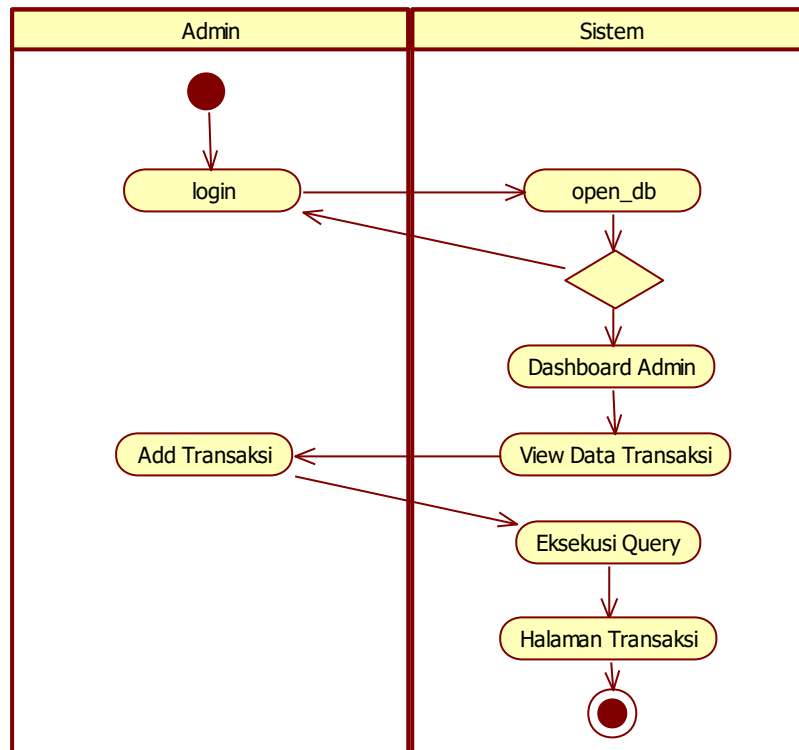 Admin
Sistem
login
open_db
Dashboard Admin
Add Transaksi
View Data Transaksi
Eksekusi Query
Halaman Transaksi